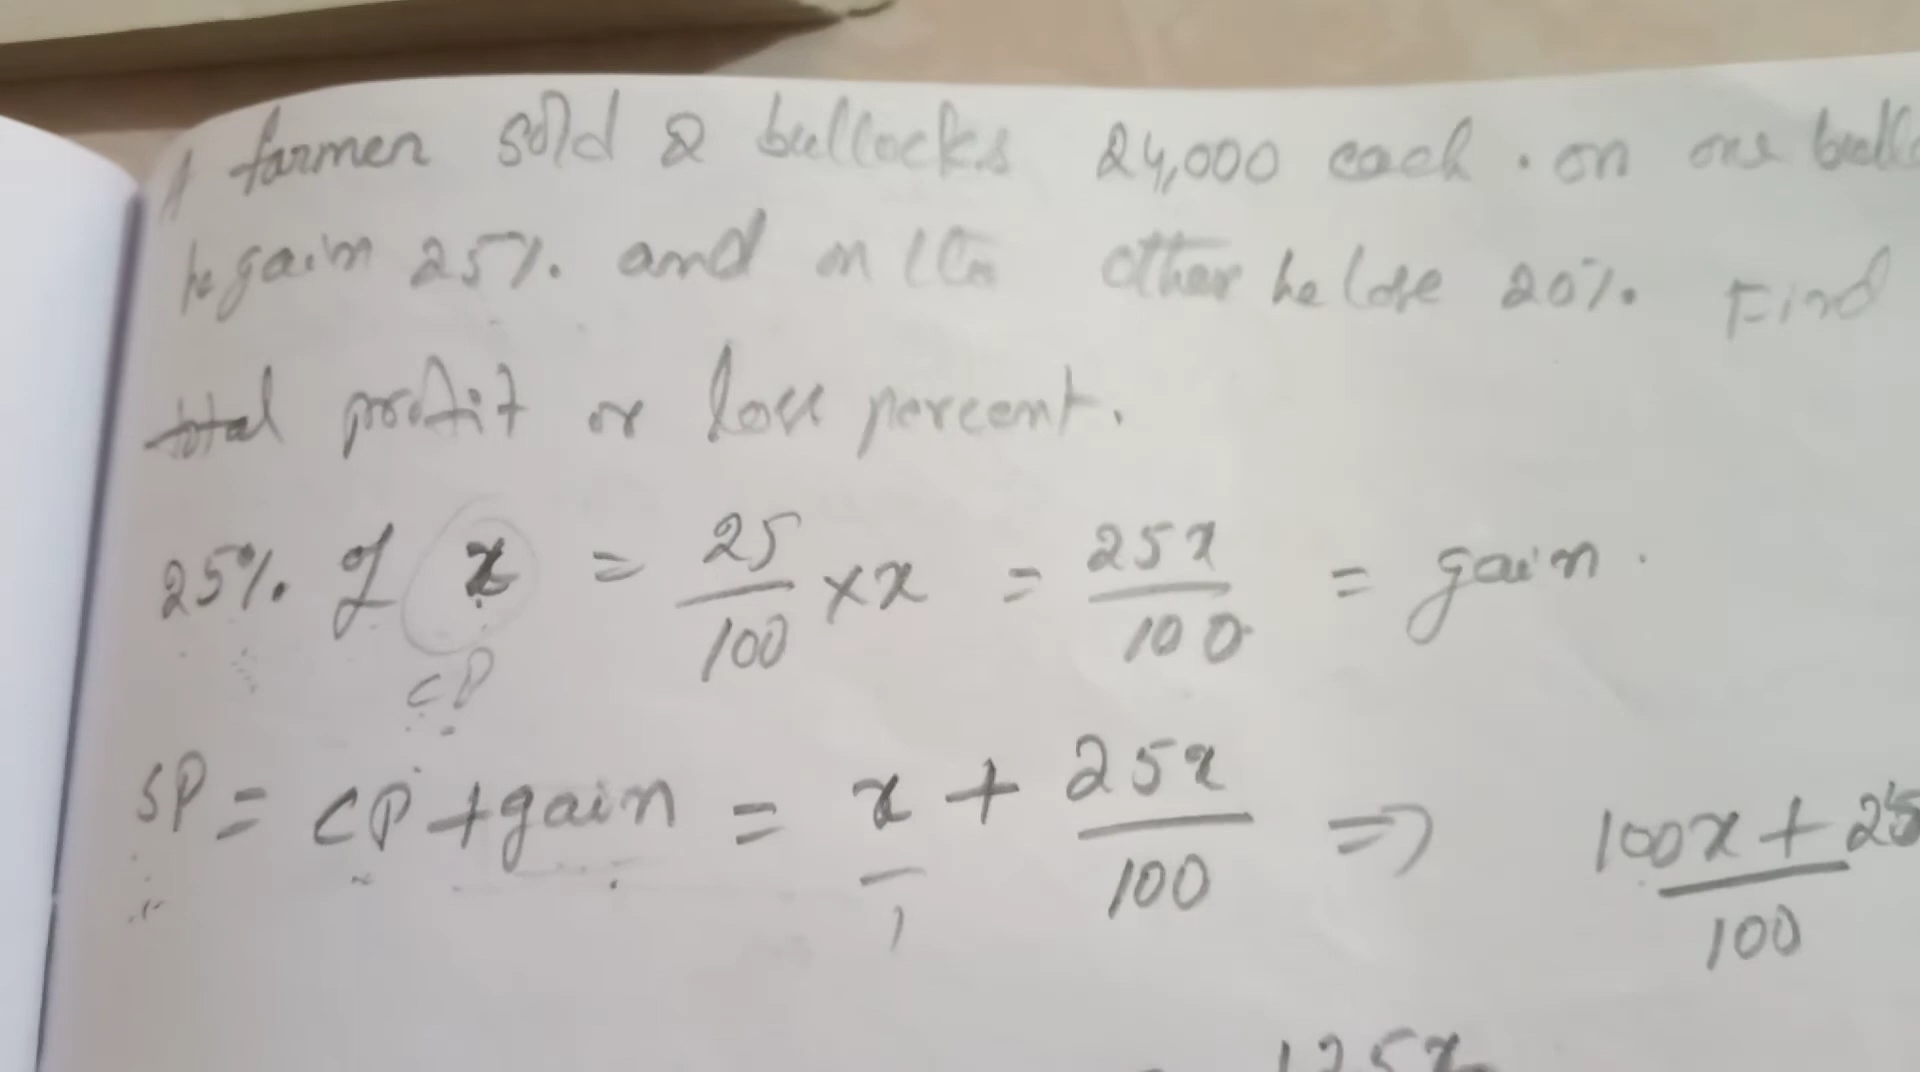 A farmer sold 2 bullocks 24,000 each. on one
he gain 25%. and on the other he lose 20%. Find
total profit or loss percent.
25%. of x = 25/100 × x = 25x/100 = gain.
CP
SP = CP + gain = x/1 + 25x/100 ⇒ 100x + 25/100
125x